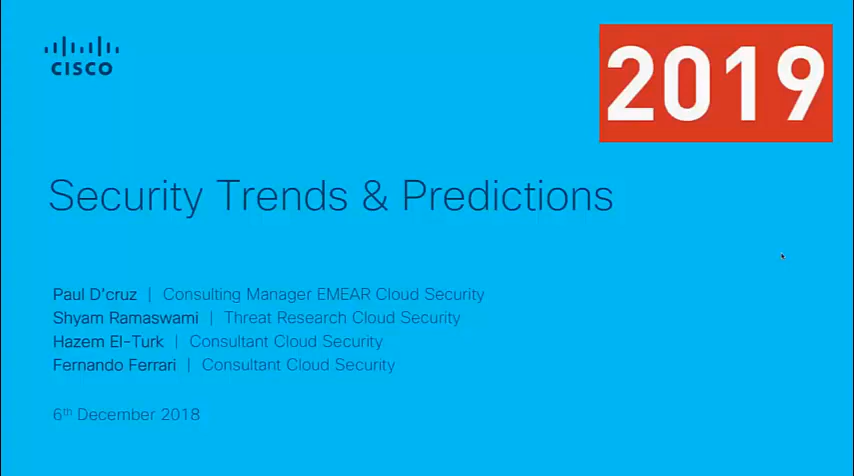 CISCO
2019
Security Trends & Predictions
Paul D'cruz | Consulting Manager EMEAR Cloud Security
Shyam Ramaswami | Threat Research Cloud Security
Hazem El-Turk | Consultant Cloud Security
Fernando Ferrari | Consultant Cloud Security
6th December 2018